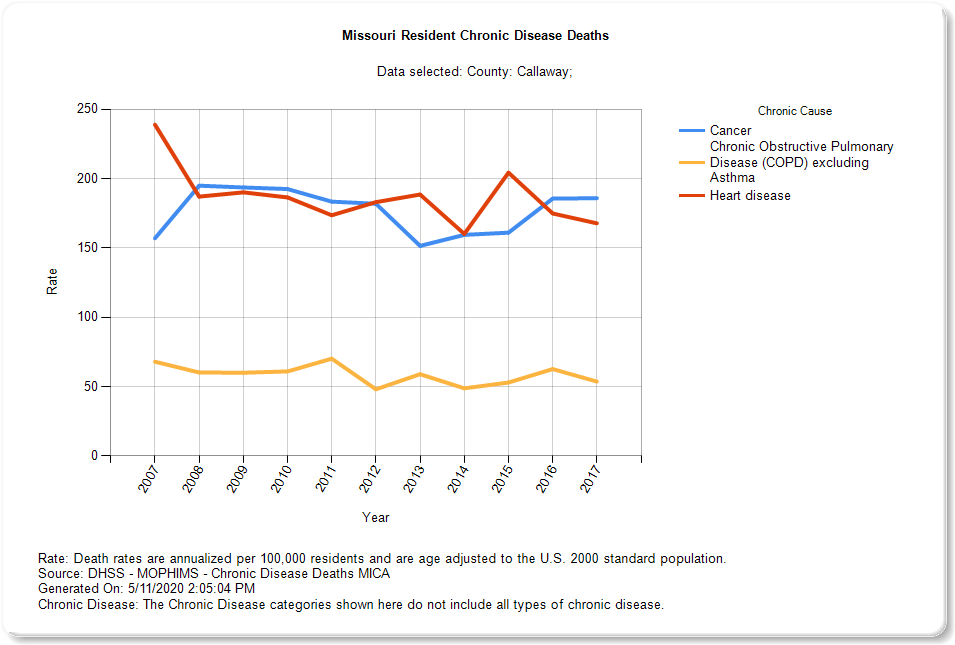 Missouri Resident Chronic Disease Deaths
Data selected: County: Callaway;
250
200
150
100
50
0
Rate
2007
2008
2009
2010
2011
2012
2013
2014
2015
2016
2017
Year
Chronic Cause
Cancer
Chronic Obstructive Pulmonary
Disease (COPD) excluding
Asthma
Heart disease
Rate: Death rates are annualized per 100,000 residents and are age adjusted to the U.S. 2000 standard population.
Source: DHSS - MOPHIMS - Chronic Disease Deaths MICA
Generated On: 5/11/2020 2:05:04 PM
Chronic Disease: The Chronic Disease categories shown here do not include all types of chronic disease.